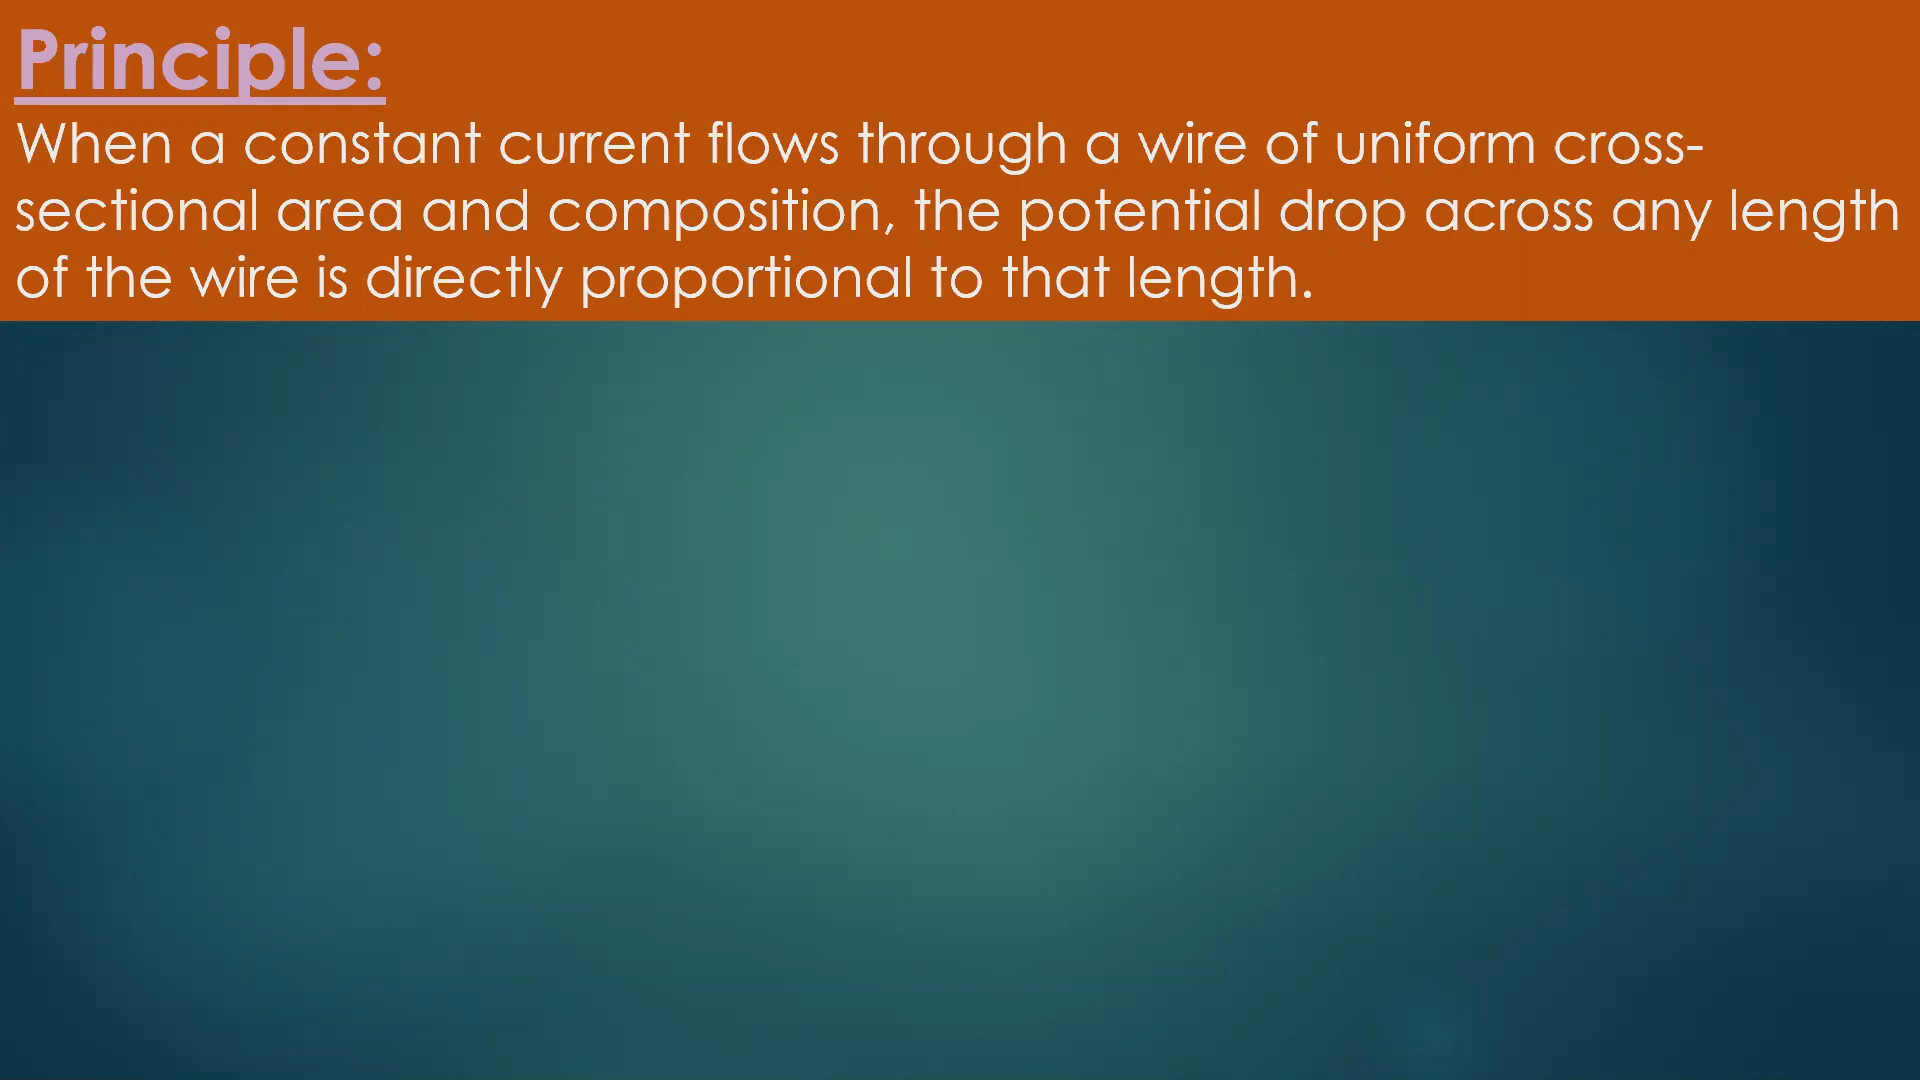 Principle:
When a constant current flows through a wire of uniform cross-
sectional area and composition, the potential drop across any length
of the wire is directly proportional to that length.